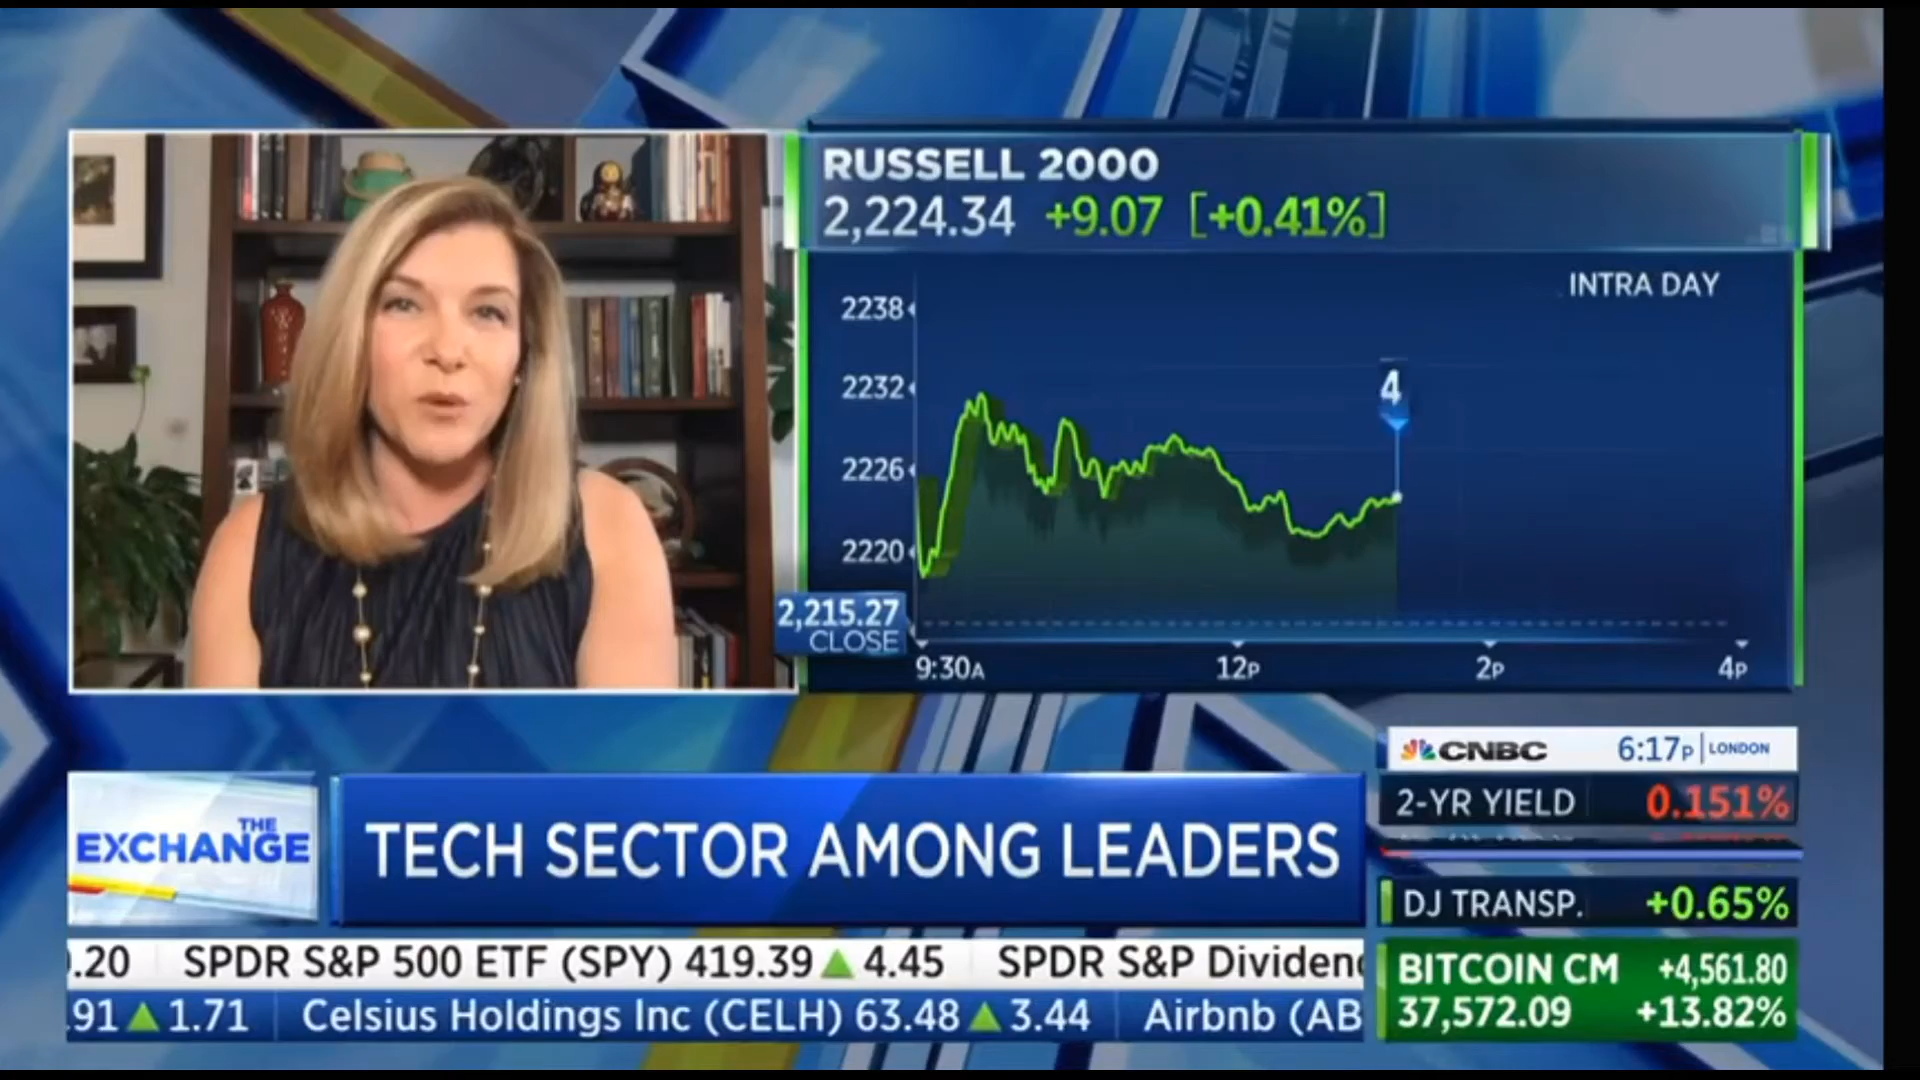 RUSSELL 2000
2,224.34 +9.07 [+0.41%]
INTRA DAY
2238
2232
2226
2220
4
2,215.27
CLOSE
9:30A 12P 2P 4P
CNBC 6:17P LONDON
2-YR YIELD 0.151%
THE
EXCHANGE
TECH SECTOR AMONG LEADERS
DJ TRANSP. +0.65%
.20 SPDR S&P 500 ETF (SPY) 419.39 ▲ 4.45 SPDR S&P Dividen
.91 ▲ 1.71 Celsius Holdings Inc (CELH) 63.48 ▲ 3.44 Airbnb (AB
BITCOIN CM +4,561.80
37,572.09 +13.82%